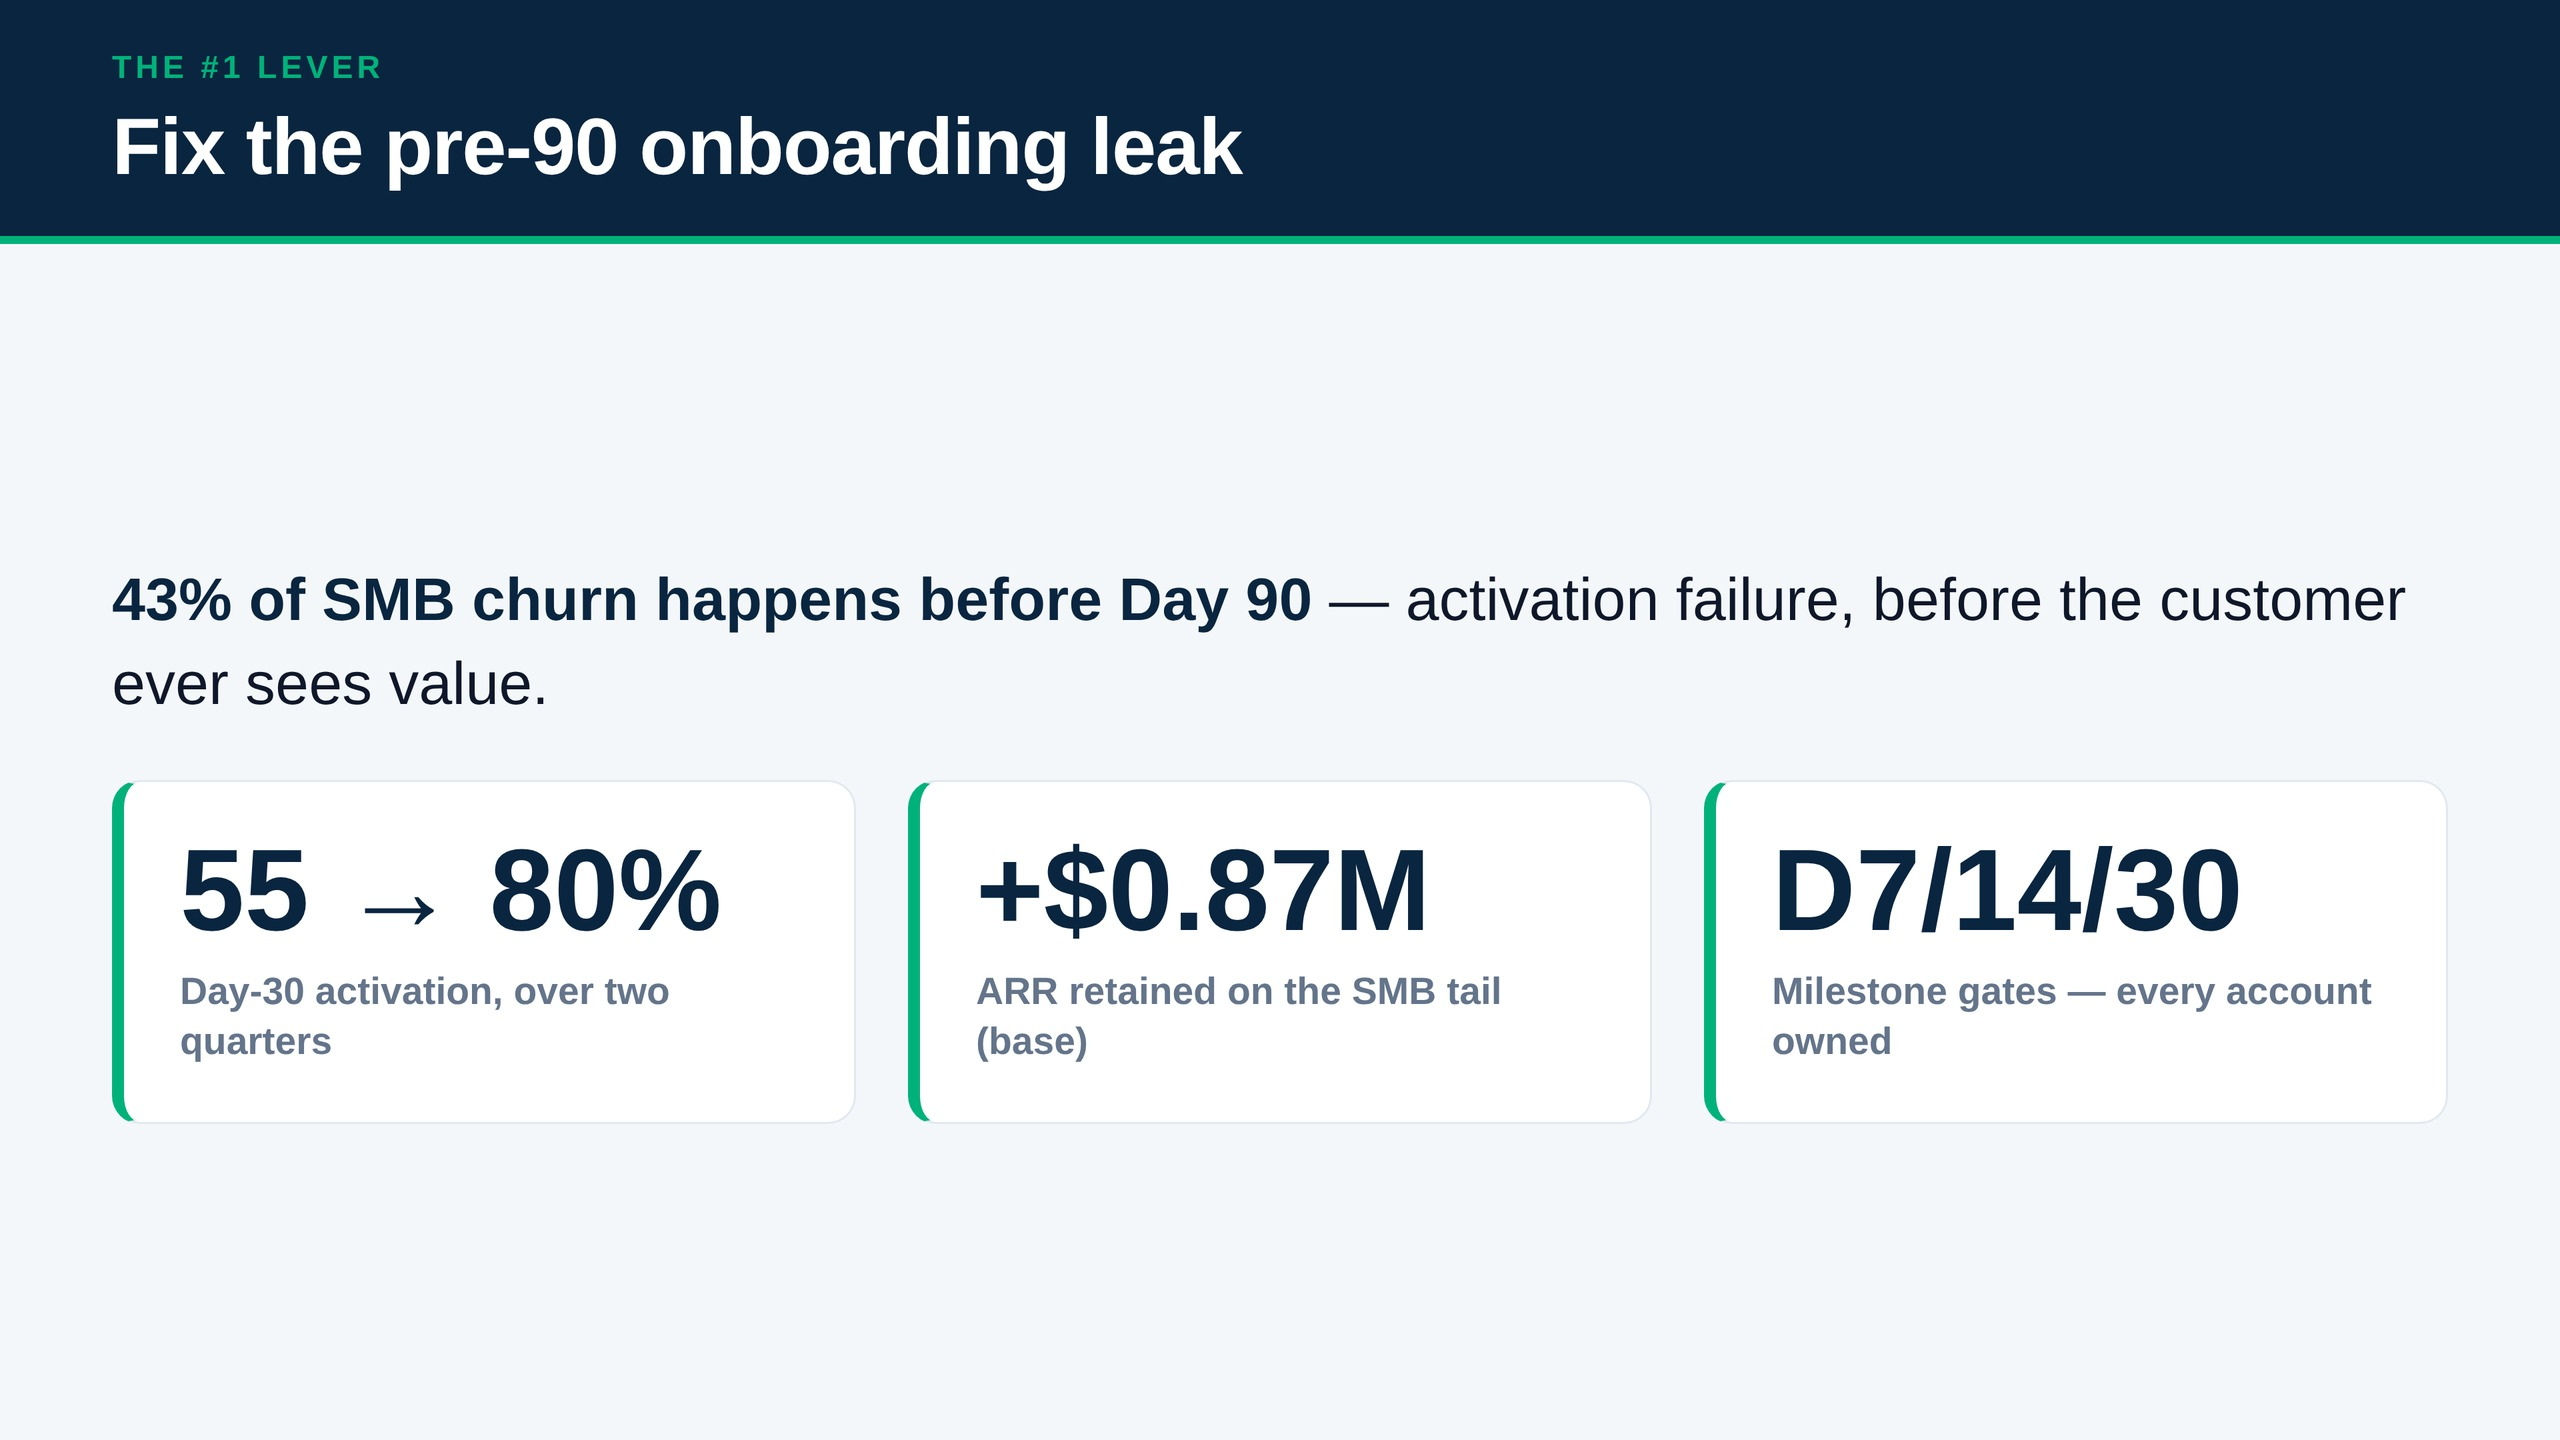 THE #1 LEVER
Fix the pre-90 onboarding leak
43% of SMB churn happens before Day 90 — activation failure, before the customer
ever sees value.
55 → 80%
Day-30 activation, over two
quarters
+$0.87M
ARR retained on the SMB tail
(base)
D7/14/30
Milestone gates — every account
owned